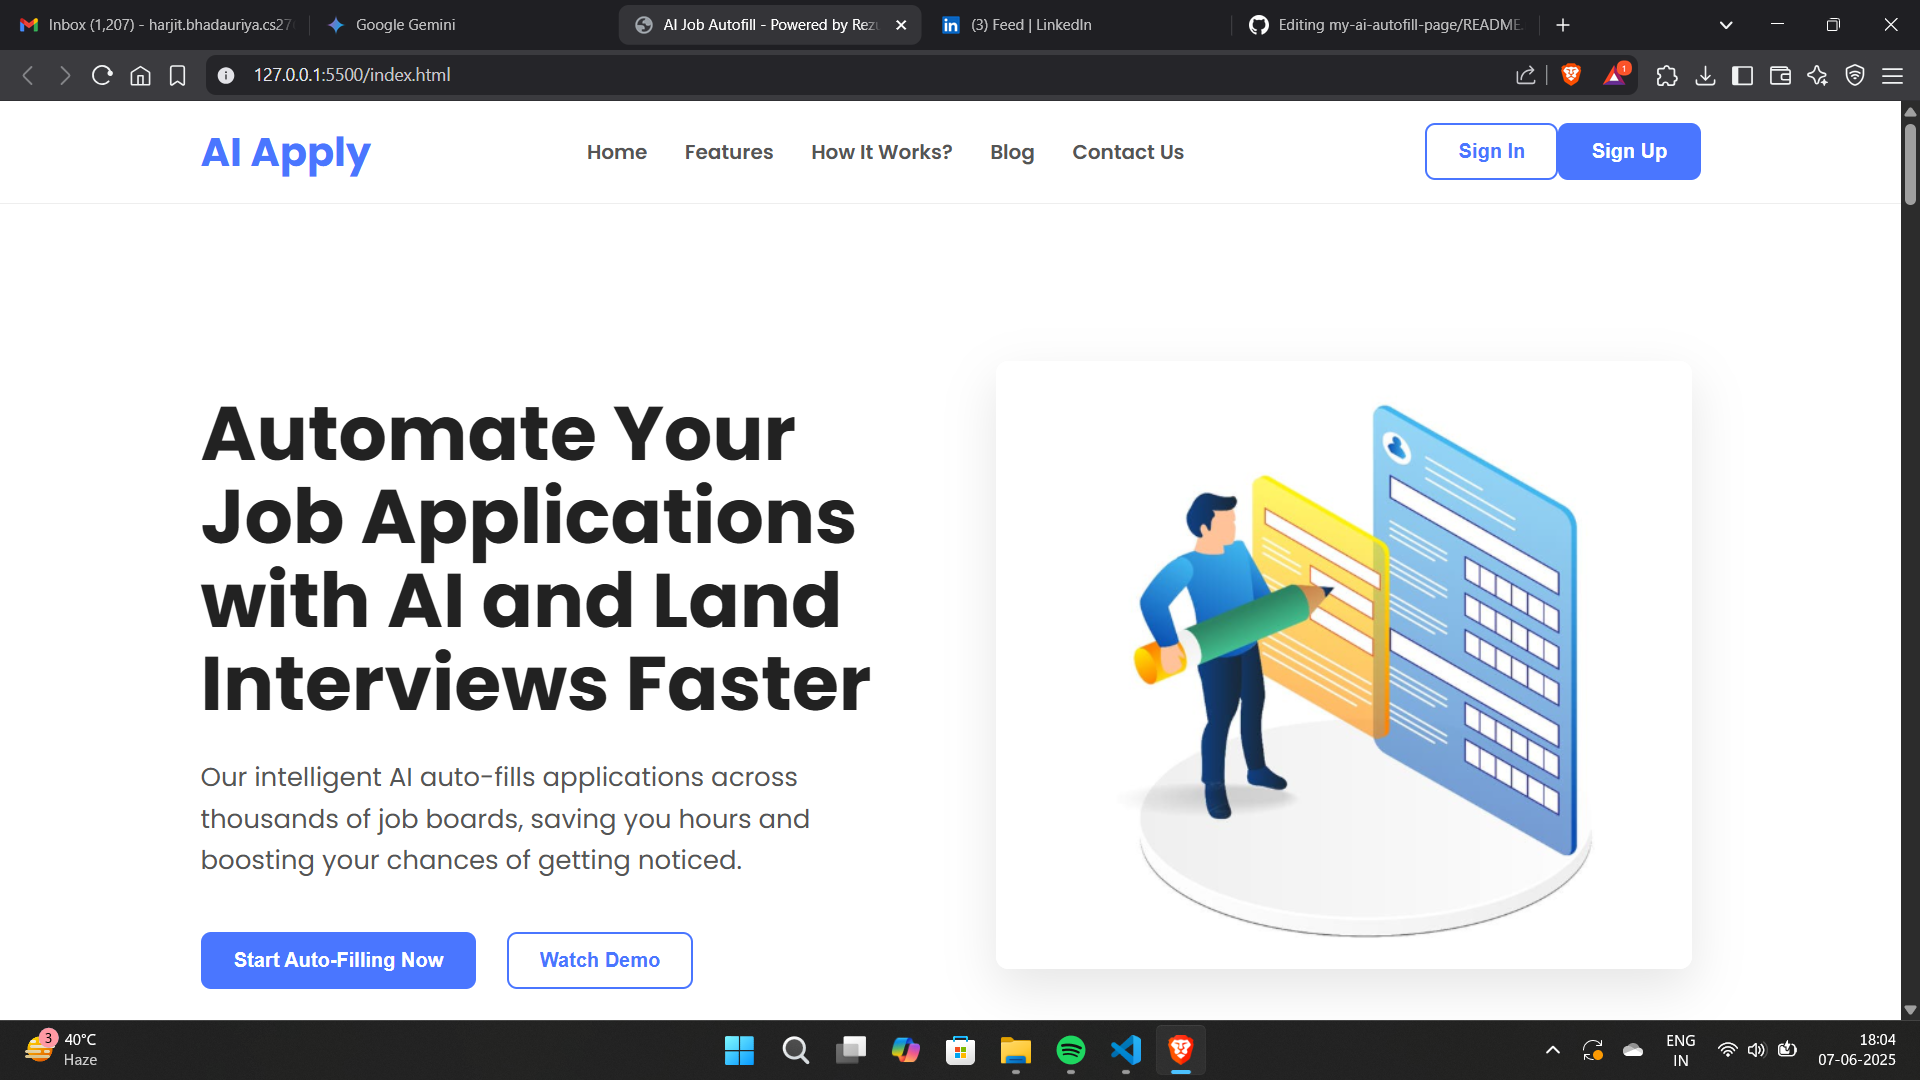 Inbox (1,207) - harjit.bhadauriya.cs27
Google Gemini
AI Job Autofill - Powered by Rez
(3) Feed | LinkedIn
Editing my-ai-autofill-page/README.
127.0.0.1:5500/index.html
1
AI Apply
Home
Features
How It Works?
Blog
Contact Us
Sign In
Sign Up
Automate Your
Job Applications
with AI and Land
Interviews Faster
Our intelligent AI auto-fills applications across
thousands of job boards, saving you hours and
boosting your chances of getting noticed.
Start Auto-Filling Now
Watch Demo
3
40°C
Haze
ENG
IN
18:04
07-06-2025